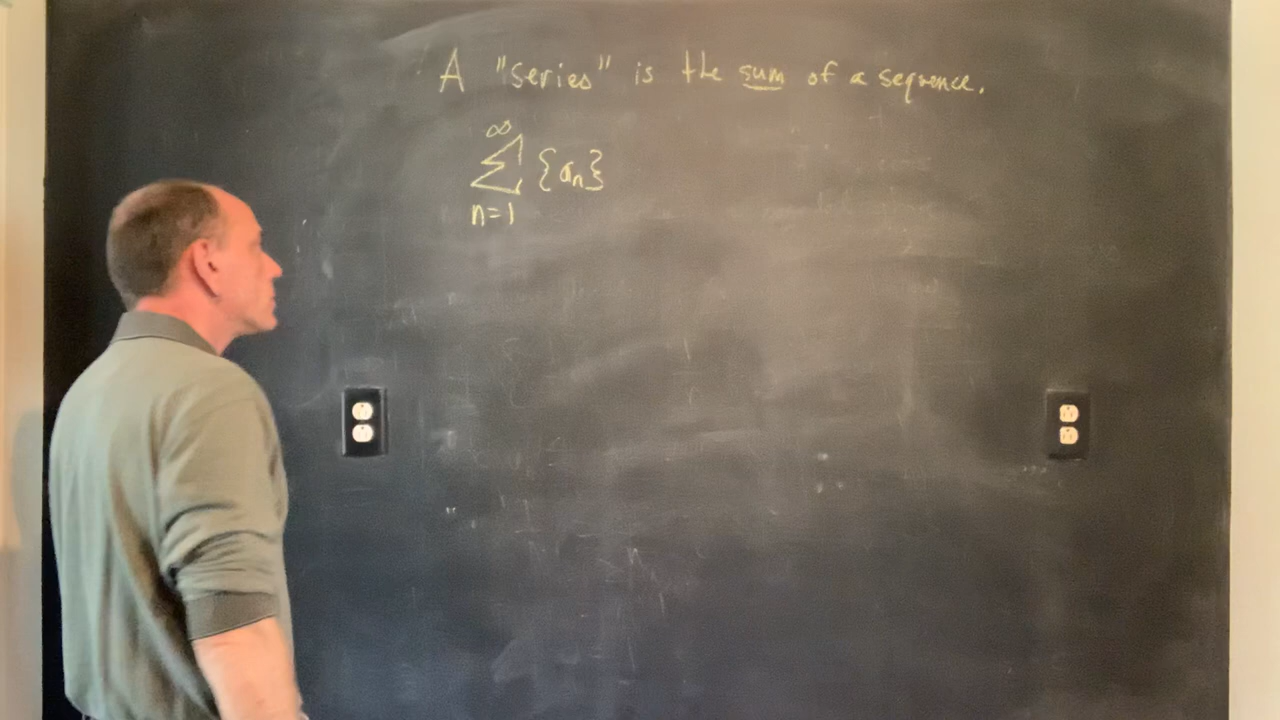 A "series" is the sum of a sequence.
∞
∑ {aₙ}
n=1